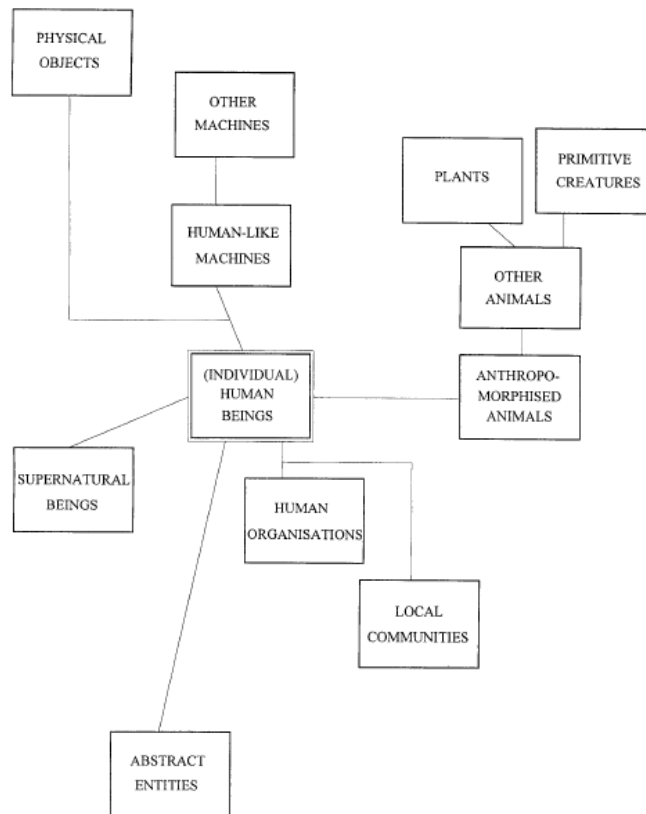 PHYSICAL
OBJECTS
OTHER
MACHINES
PLANTS
PRIMITIVE
CREATURES
HUMAN-LIKE
MACHINES
OTHER
ANIMALS
(INDIVIDUAL)
HUMAN
BEINGS
ANTHROPO-
MORPHISED
ANIMALS
SUPERNATURAL
BEINGS
HUMAN
ORGANISATIONS
LOCAL
COMMUNITIES
ABSTRACT
ENTITIES